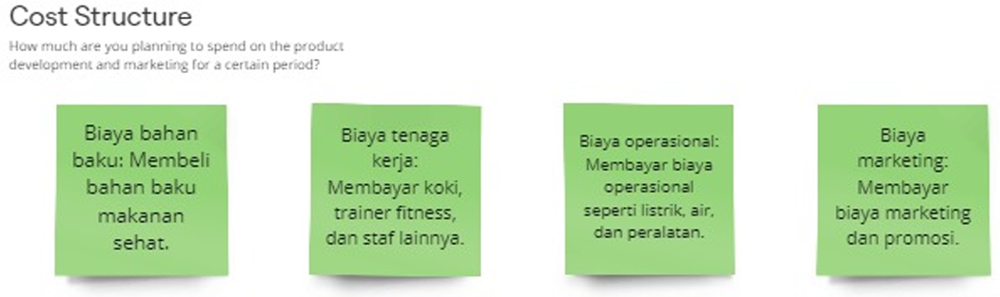 Cost Structure
How much are you planning to spend on the product
development and marketing for a certain period?
Biaya bahan
baku: Membeli
bahan baku
makanan
sehat.
Biaya tenaga
kerja:
Membayar koki,
trainer fitness,
dan staf lainnya.
Biaya operasional:
Membayar biaya
operasional
seperti listrik, air,
dan peralatan.
Biaya
marketing:
Membayar
biaya marketing
dan promosi.